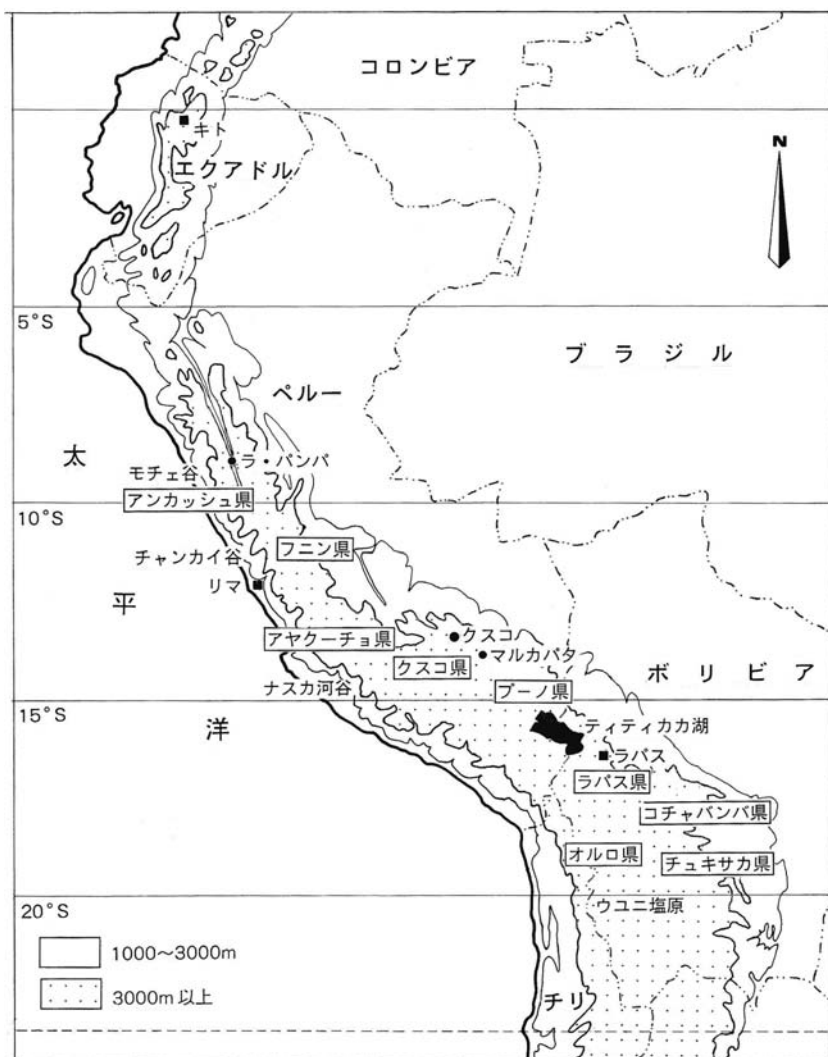 コロンビア
キト
エクアドル
N
5°S
ブラジル
ペルー
太
ラ・パンパ
モチェ谷
アンカッシュ県
10°S
フニン県
チャンカイ谷
リマ
平
クスコ
アヤクーチョ県
マルカパタ
クスコ県
ボリビア
プーノ県
ナスカ河谷
15°S
洋
ティティカカ湖
ラパス
ラパス県
コチャバンバ県
オルロ県
チュキサカ県
ウユニ塩原
20°S
1000〜3000m
3000m以上
チリ